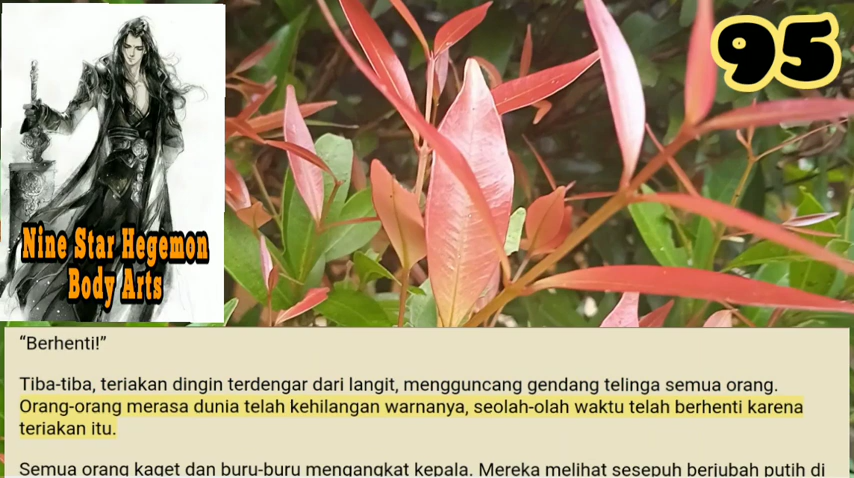 95
Nine Star Hegemon
Body Arts
“Berhenti!”
Tiba-tiba, teriakan dingin terdengar dari langit, mengguncang gendang telinga semua orang.
Orang-orang merasa dunia telah kehilangan warnanya, seolah-olah waktu telah berhenti karena
teriakan itu.
Semua orang kaget dan buru-buru mengangkat kepala. Mereka melihat sesepuh berjubah putih di